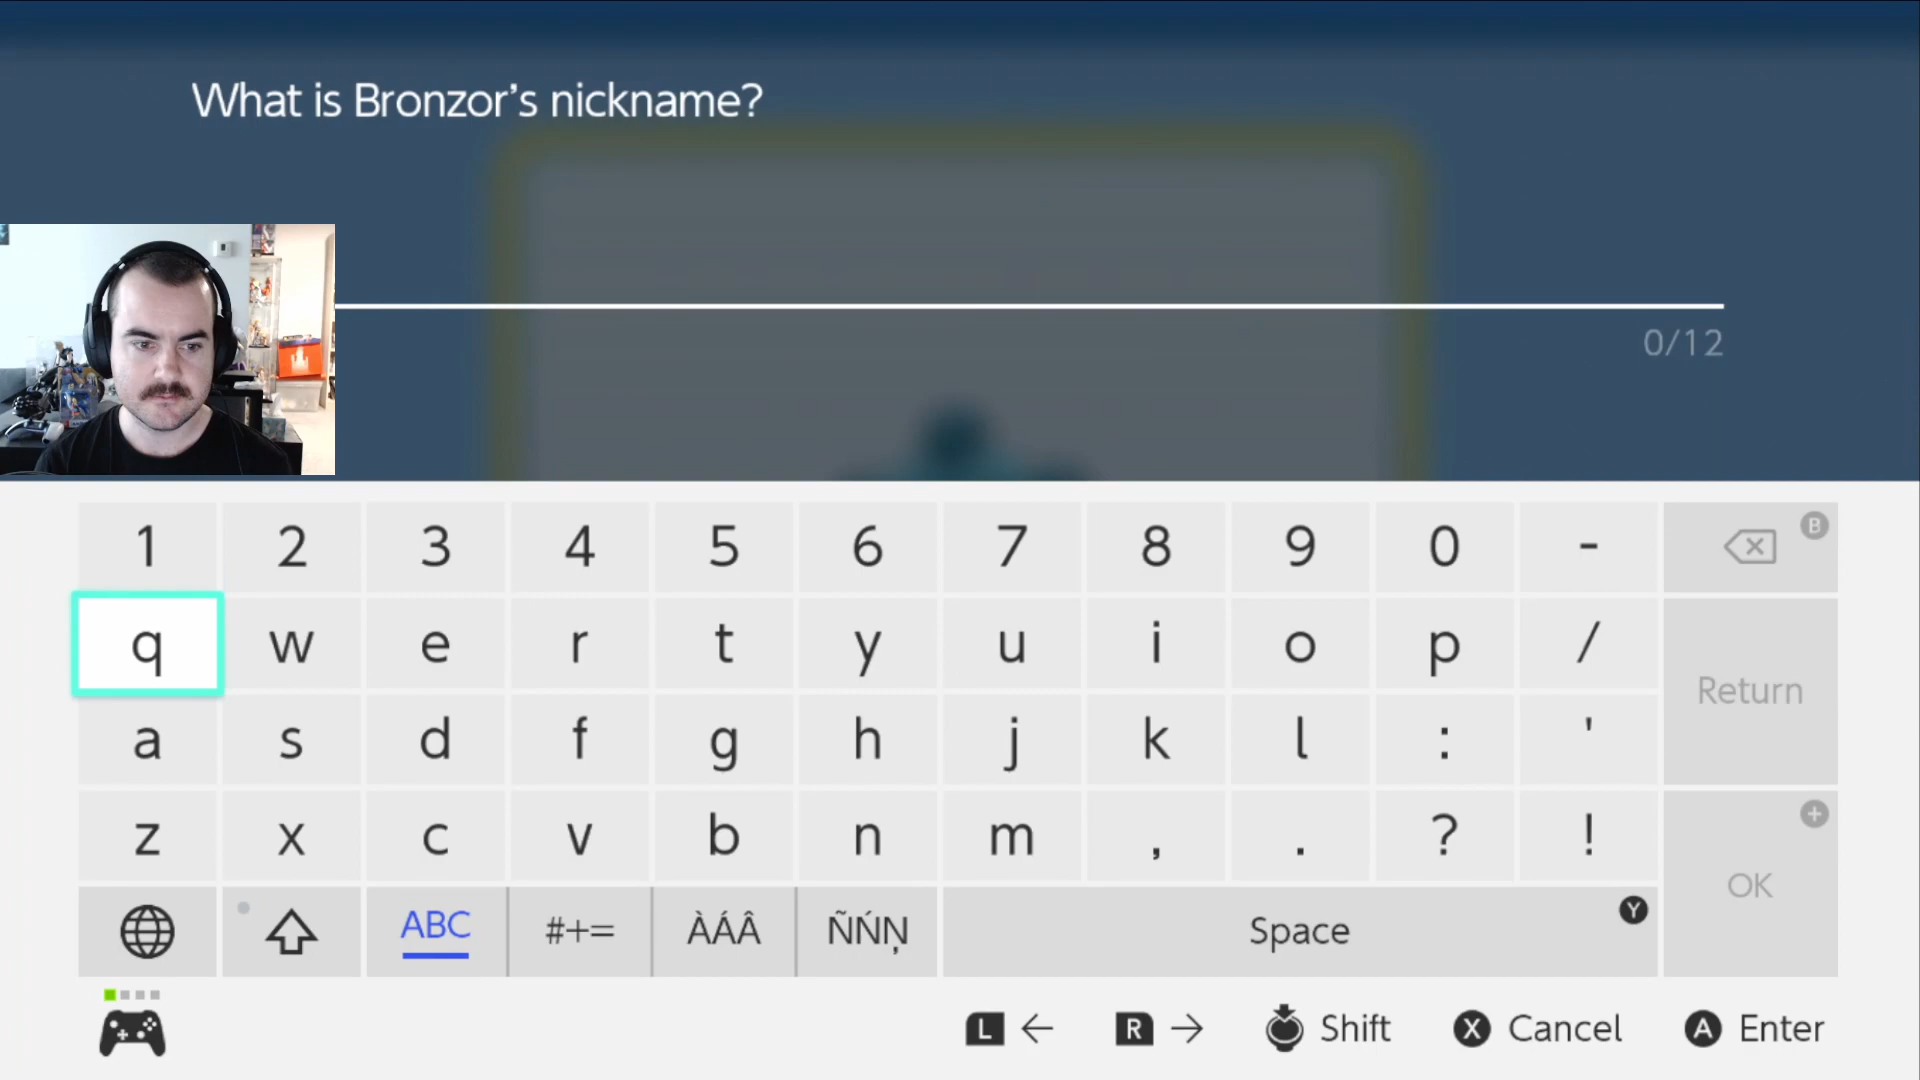 What is Bronzor's nickname?
0/12
1 2 3 4 5 6 7 8 9 0 - B
q w e r t y u i o p / Return
a s d f g h j k l : '
z x c v b n m , . ? ! + OK
ABC #+= ÀÁÂ ÑŃŅ Space Y
L ← R → Shift X Cancel A Enter